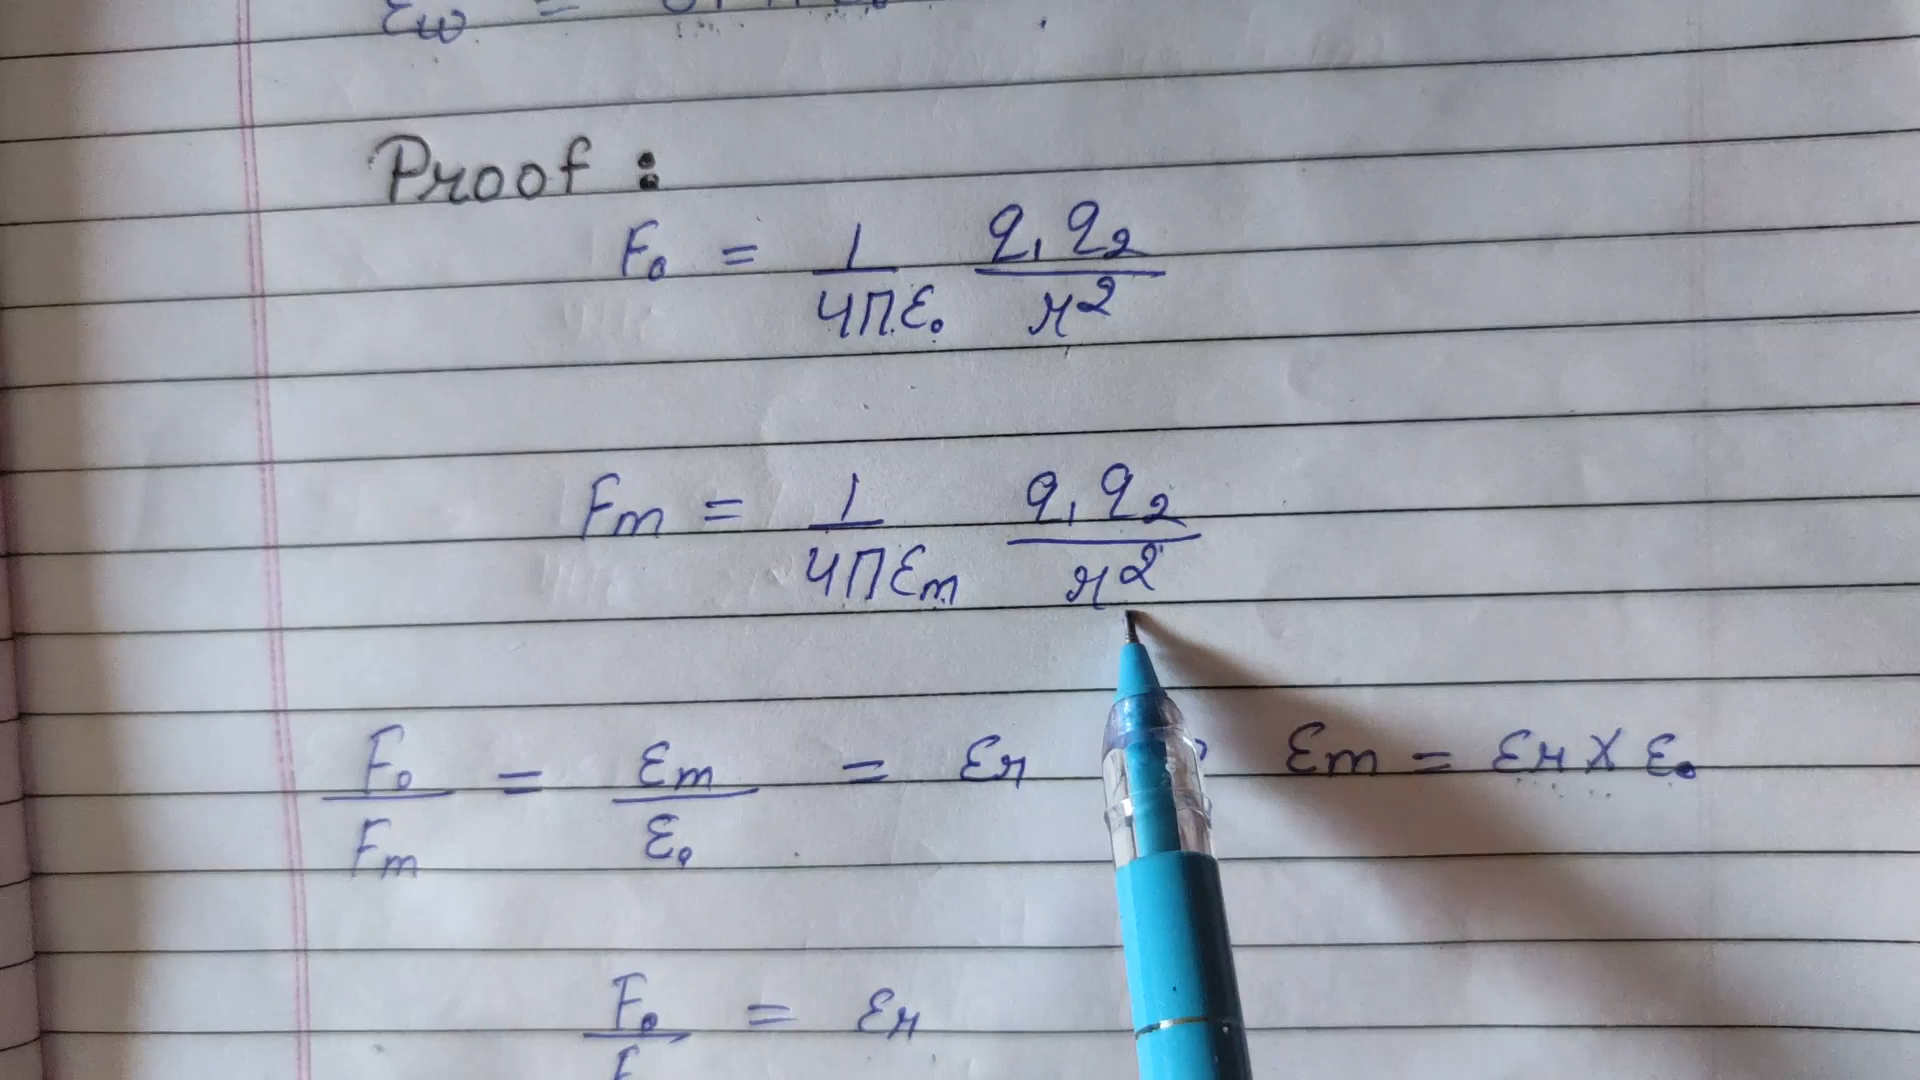 εw =
Proof :
F₀ = 1/4πε₀ q₁q₂/r²
Fm = 1/4πεm q₁q₂/r²
F₀/Fm = εm/ε₀ = εr εm = εr × ε₀
F₀/ = εr